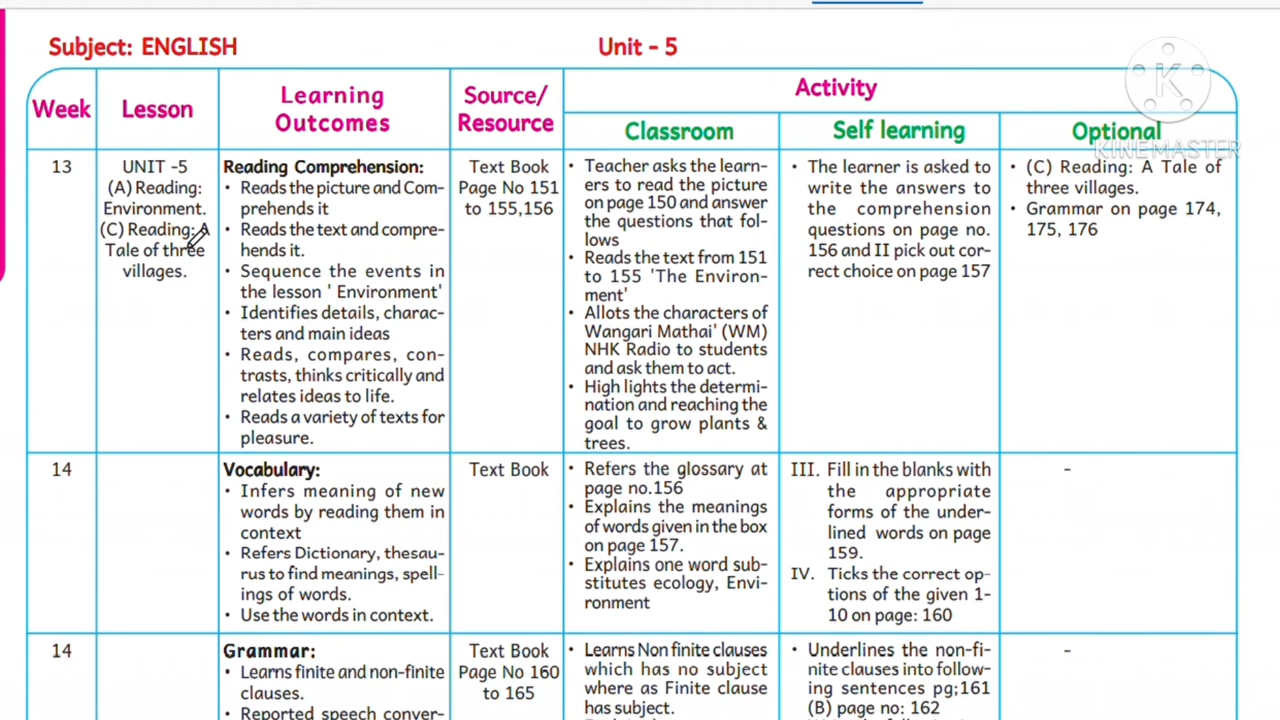 Subject: ENGLISH
Unit - 5
Week
Lesson
Learning
Outcomes
Source/
Resource
Activity
Classroom
Self learning
Optional
K
KINEMASTER
13
UNIT -5
(A) Reading:
Environment.
(C) Reading: A
Tale of three
villages.
Reading Comprehension:
• Reads the picture and Com-
prehends it
• Reads the text and compre-
hends it.
• Sequence the events in
the lesson ' Environment'
• Identifies details, charac-
ters and main ideas
• Reads, compares, con-
trasts, thinks critically and
relates ideas to life.
• Reads a variety of texts for
pleasure.
Text Book
Page No 151
to 155,156
• Teacher asks the learn-
ers to read the picture
on page 150 and answer
the questions that fol-
lows
• Reads the text from 151
to 155 'The Environ-
ment'
• Allots the characters of
Wangari Mathai' (WM)
NHK Radio to students
and ask them to act.
• High lights the determi-
nation and reaching the
goal to grow plants &
trees.
• The learner is asked to
write the answers to
the comprehension
questions on page no.
156 and II pick out cor-
rect choice on page 157
• (C) Reading: A Tale of
three villages.
• Grammar on page 174,
175, 176
14
Vocabulary:
• Infers meaning of new
words by reading them in
context
• Refers Dictionary, thesau-
rus to find meanings, spell-
ings of words.
• Use the words in context.
Text Book
• Refers the glossary at
page no.156
• Explains the meanings
of words given in the box
on page 157.
• Explains one word sub-
stitutes ecology, Envi-
ronment
III. Fill in the blanks with
the appropriate
forms of the under-
lined words on page
159.
IV. Ticks the correct op-
tions of the given 1-
10 on page: 160
-
14
Grammar:
• Learns finite and non-finite
clauses.
• Reported speech conver-
Text Book
Page No 160
to 165
• Learns Non finite clauses
which has no subject
where as Finite clause
has subject.
• Underlines the non-fi-
nite clauses into follow-
ing sentences pg;161
(B) page no: 162
-